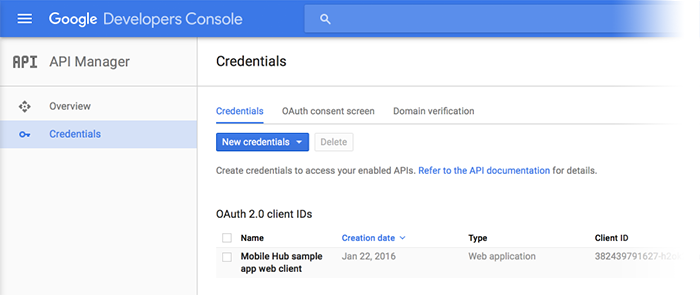 Google Developers Console
API API Manager
Credentials
Overview
Credentials
Credentials OAuth consent screen Domain verification
New credentials Delete
Create credentials to access your enabled APIs. Refer to the API documentation for details.
OAuth 2.0 client IDs
Name Creation date Type Client ID
Mobile Hub sample Jan 22, 2016 Web application
app web client